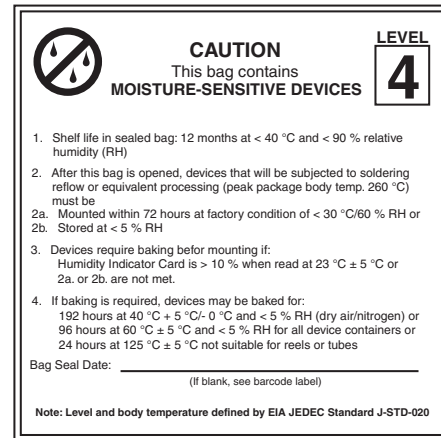 LEVEL
4
CAUTION
This bag contains
MOISTURE-SENSITIVE DEVICES
1. Shelf life in sealed bag: 12 months at < 40 °C and < 90 % relative
humidity (RH)
2. After this bag is opened, devices that will be subjected to soldering
reflow or equivalent processing (peak package body temp. 260 °C)
must be
2a. Mounted within 72 hours at factory condition of < 30 °C/60 % RH or
2b. Stored at < 5 % RH
3. Devices require baking befor mounting if:
Humidity Indicator Card is > 10 % when read at 23 °C ± 5 °C or
2a. or 2b. are not met.
4. If baking is required, devices may be baked for:
192 hours at 40 °C + 5 °C/- 0 °C and < 5 % RH (dry air/nitrogen) or
96 hours at 60 °C ± 5 °C and < 5 % RH for all device containers or
24 hours at 125 °C ± 5 °C not suitable for reels or tubes
Bag Seal Date:
(If blank, see barcode label)
Note: Level and body temperature defined by EIA JEDEC Standard J-STD-020